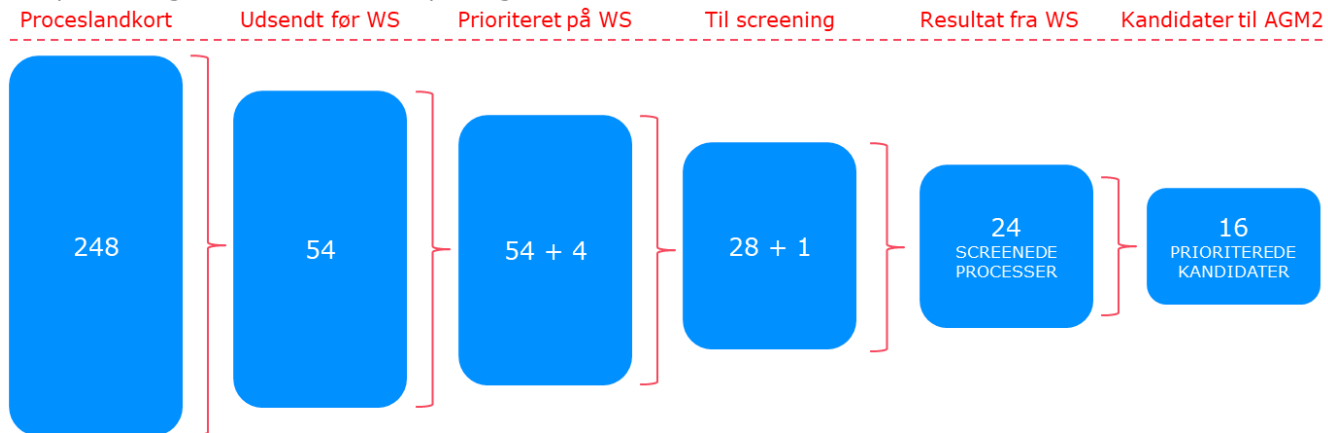 Proceslandkort
Udsendt før WS
Prioriteret på WS
Til screening
Resultat fra WS
Kandidater til AGM2
248
54
54 + 4
28 + 1
24
SCREENEDE
PROCESSER
16
PRIORITEREDE
KANDIDATER